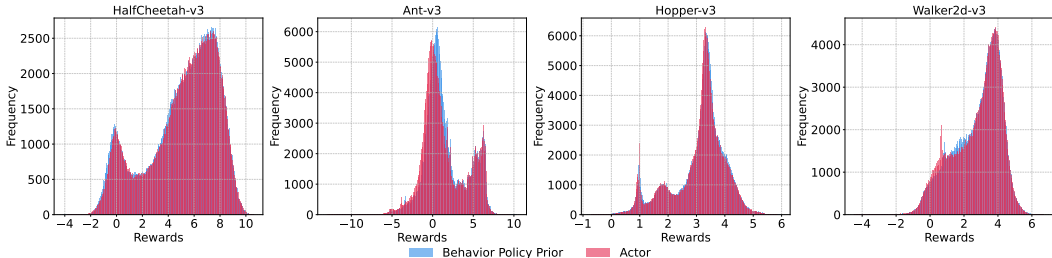 HalfCheetah-v3
Frequency
2500
2000
1500
1000
500
0
−4 −2 0 2 4 6 8 10
Rewards
Ant-v3
Frequency
6000
5000
4000
3000
2000
1000
0
−10 −5 0 5 10
Rewards
Hopper-v3
Frequency
6000
5000
4000
3000
2000
1000
0
−1 0 1 2 3 4 5 6
Rewards
Walker2d-v3
Frequency
4000
3000
2000
1000
0
−4 −2 0 2 4 6
Rewards
Behavior Policy Prior Actor